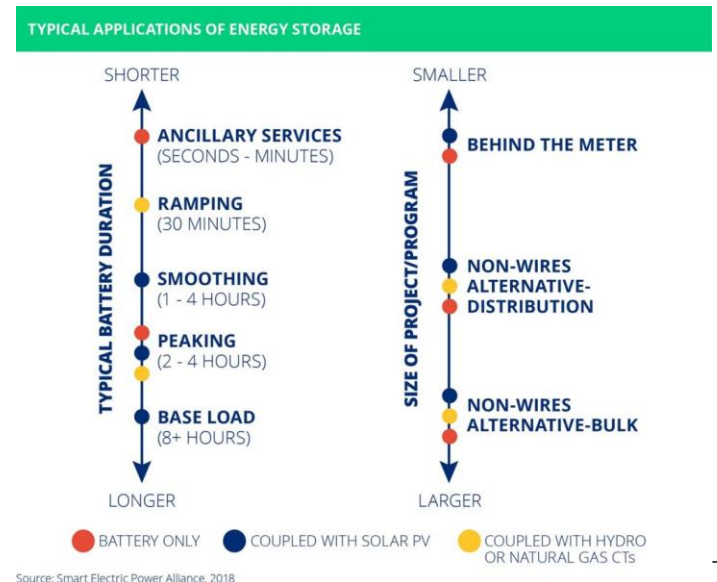 TYPICAL APPLICATIONS OF ENERGY STORAGE
SHORTER
TYPICAL BATTERY DURATION
ANCILLARY SERVICES
(SECONDS - MINUTES)
RAMPING
(30 MINUTES)
SMOOTHING
(1 - 4 HOURS)
PEAKING
(2 - 4 HOURS)
BASE LOAD
(8+ HOURS)
LONGER
SMALLER
SIZE OF PROJECT/PROGRAM
BEHIND THE METER
NON-WIRES
ALTERNATIVE-
DISTRIBUTION
NON-WIRES
ALTERNATIVE-BULK
LARGER
BATTERY ONLY
COUPLED WITH SOLAR PV
COUPLED WITH HYDRO
OR NATURAL GAS CTs
Source: Smart Electric Power Alliance, 2018